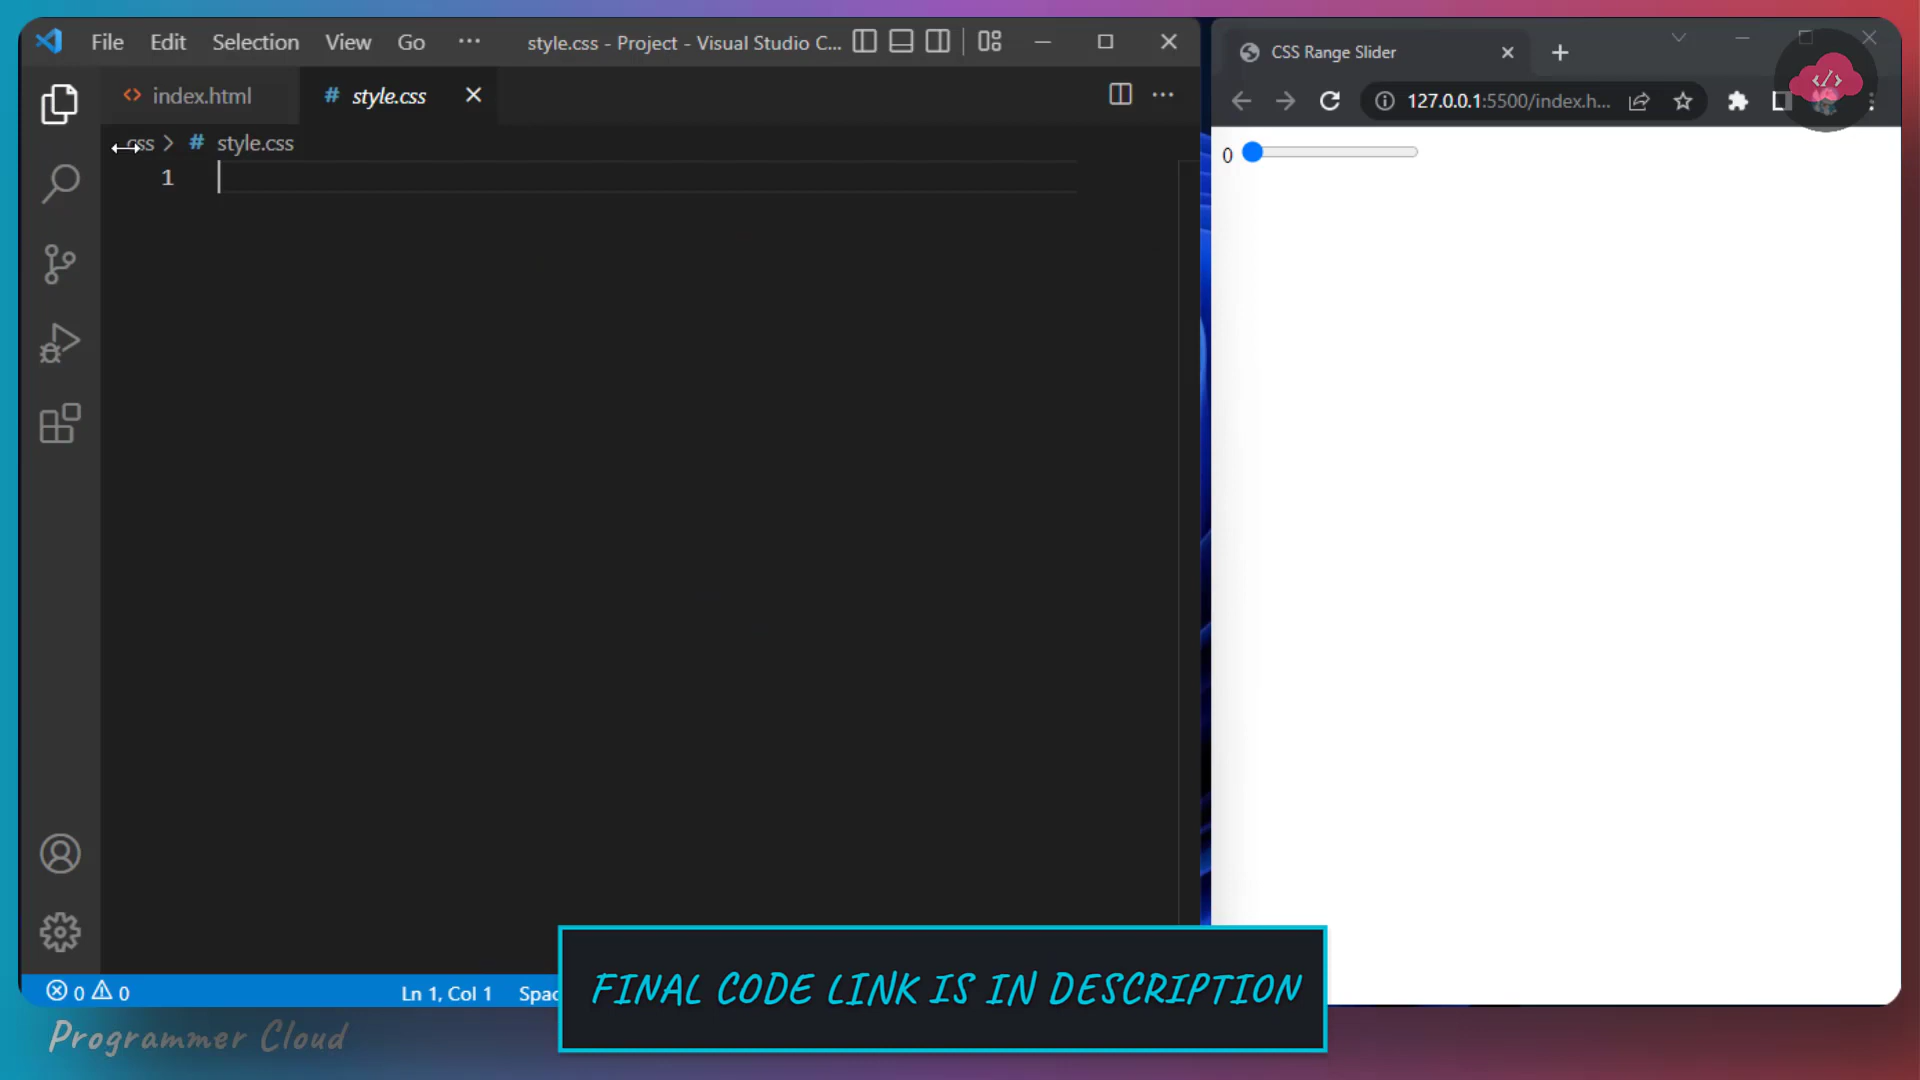 File Edit Selection View Go ··· style.css - Project - Visual Studio C...
index.html # style.css
css > # style.css
1
0 0
Ln 1, Col 1 Spac
CSS Range Slider
127.0.0.1:5500/index.h...
0
</>
FINAL CODE LINK IS IN DESCRIPTION
Programmer Cloud